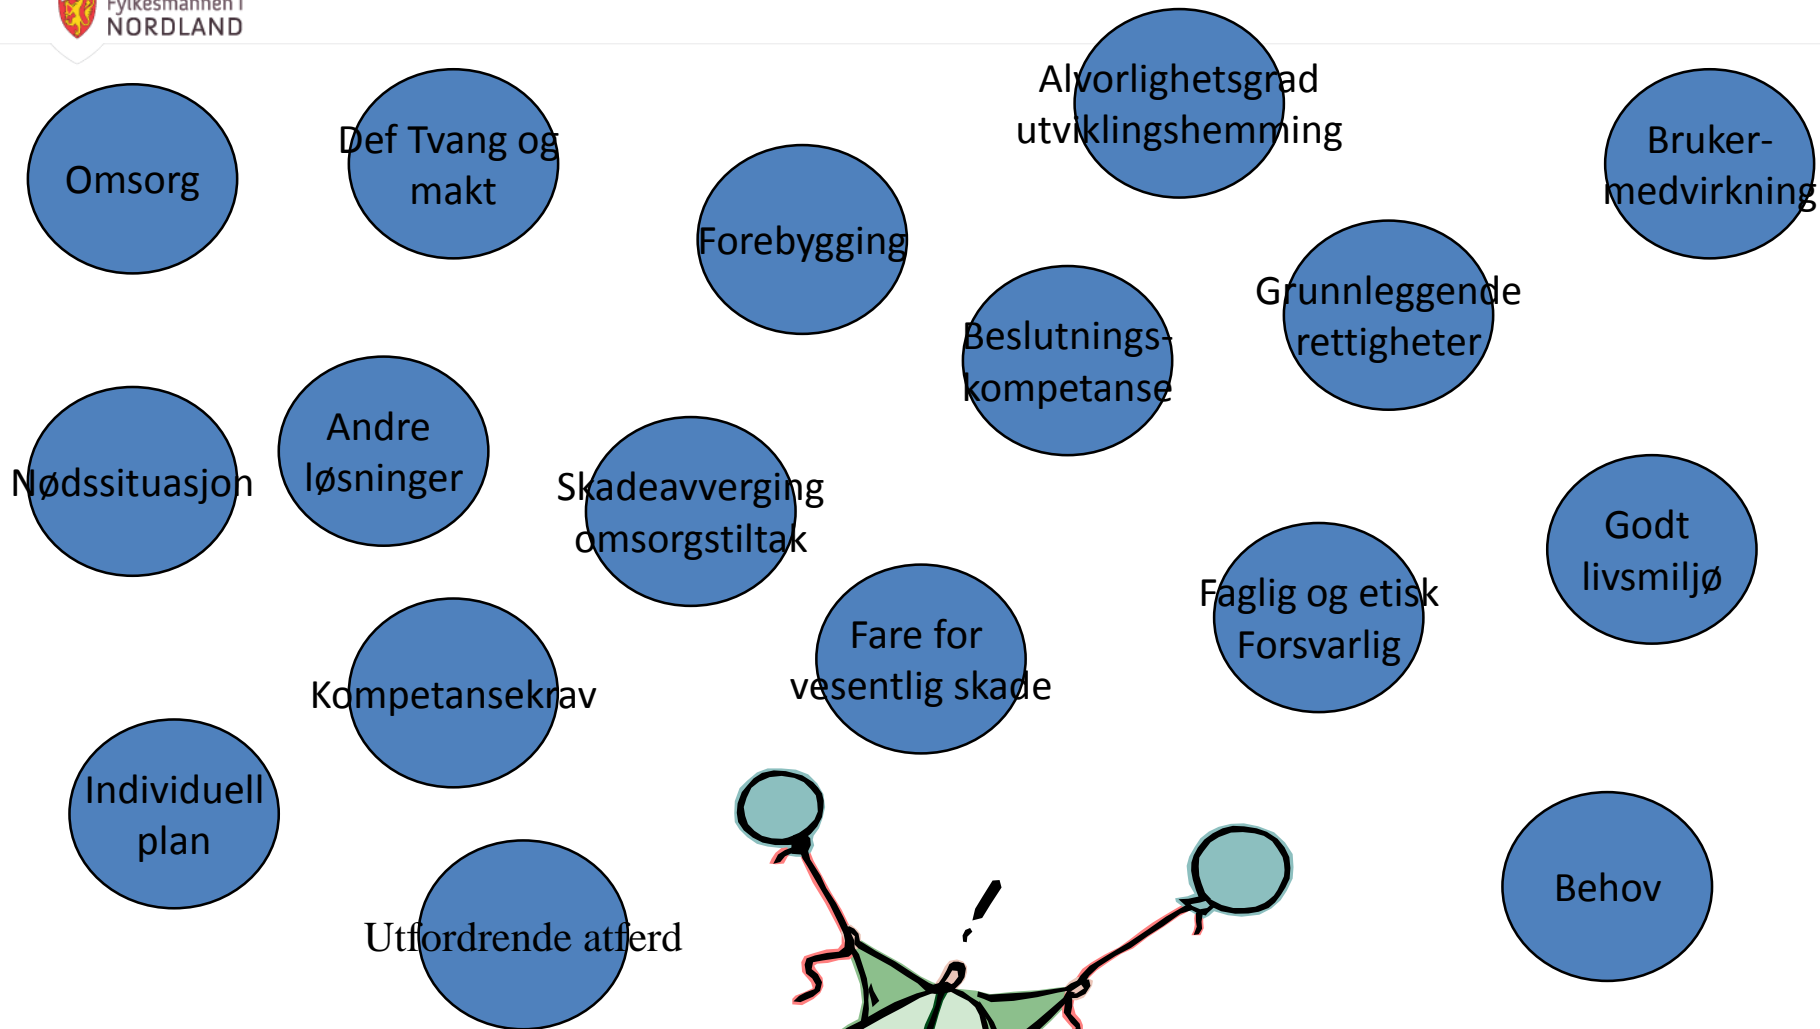 Fylkesmannen i
NORDLAND
Omsorg
Def Tvang og
makt
Forebygging
Alvorlighetsgrad
utviklingshemming
Bruker-
medvirkning
Grunnleggende
rettigheter
Beslutnings-
kompetanse
Nødssituasjon
Andre
løsninger
Skadeavverging
omsorgstiltak
Godt
livsmiljø
Faglig og etisk
Forsvarlig
Fare for
vesentlig skade
Kompetansekrav
Individuell
plan
Utfordrende atferd
Behov